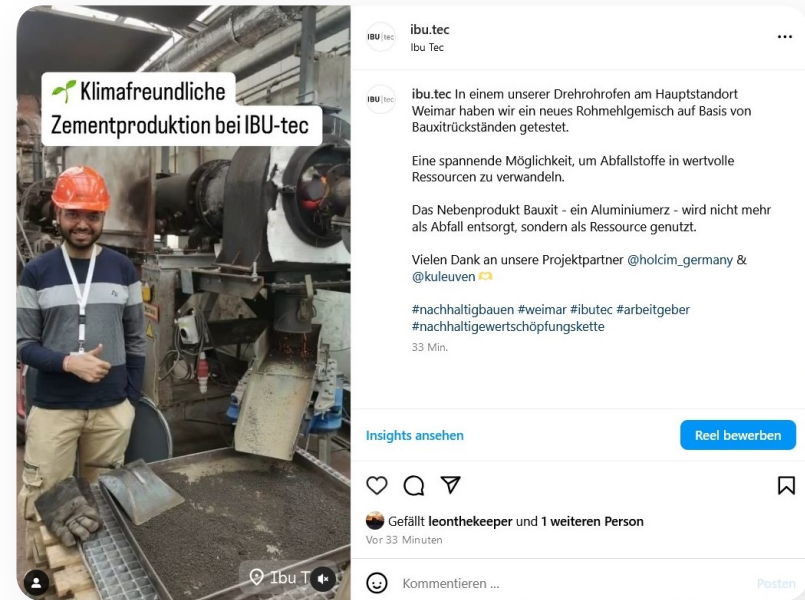 Klimafreundliche
Zementproduktion bei IBU-tec
Ibu T
IBU tec
ibu.tec
Ibu Tec
IBU tec
ibu.tec In einem unserer Drehrohrofen am Hauptstandort
Weimar haben wir ein neues Rohmehlgemisch auf Basis von
Bauxitrückständen getestet.
Eine spannende Möglichkeit, um Abfallstoffe in wertvolle
Ressourcen zu verwandeln.
Das Nebenprodukt Bauxit - ein Aluminiumerz - wird nicht mehr
als Abfall entsorgt, sondern als Ressource genutzt.
Vielen Dank an unsere Projektpartner @holcim_germany &
@kuleuven
#nachhaltigbauen #weimar #ibutec #arbeitgeber
#nachhaltigewertschöpfungskette
33 Min.
Insights ansehen
Reel bewerben
Gefällt leonthekeeper und 1 weiteren Person
Vor 33 Minuten
Kommentieren ...
Posten